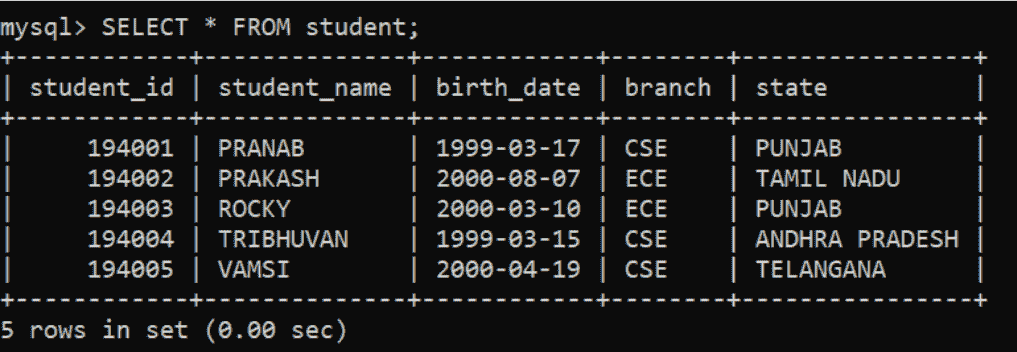 mysql> SELECT * FROM student;
+------------+--------------+------------+--------+----------------+
| student_id | student_name | birth_date | branch | state          |
+------------+--------------+------------+--------+----------------+
|     194001 | PRANAB       | 1999-03-17 | CSE    | PUNJAB         |
|     194002 | PRAKASH      | 2000-08-07 | ECE    | TAMIL NADU     |
|     194003 | ROCKY        | 2000-03-10 | ECE    | PUNJAB         |
|     194004 | TRIBHUVAN    | 1999-03-15 | CSE    | ANDHRA PRADESH |
|     194005 | VAMSI        | 2000-04-19 | CSE    | TELANGANA      |
+------------+--------------+------------+--------+----------------+
5 rows in set (0.00 sec)